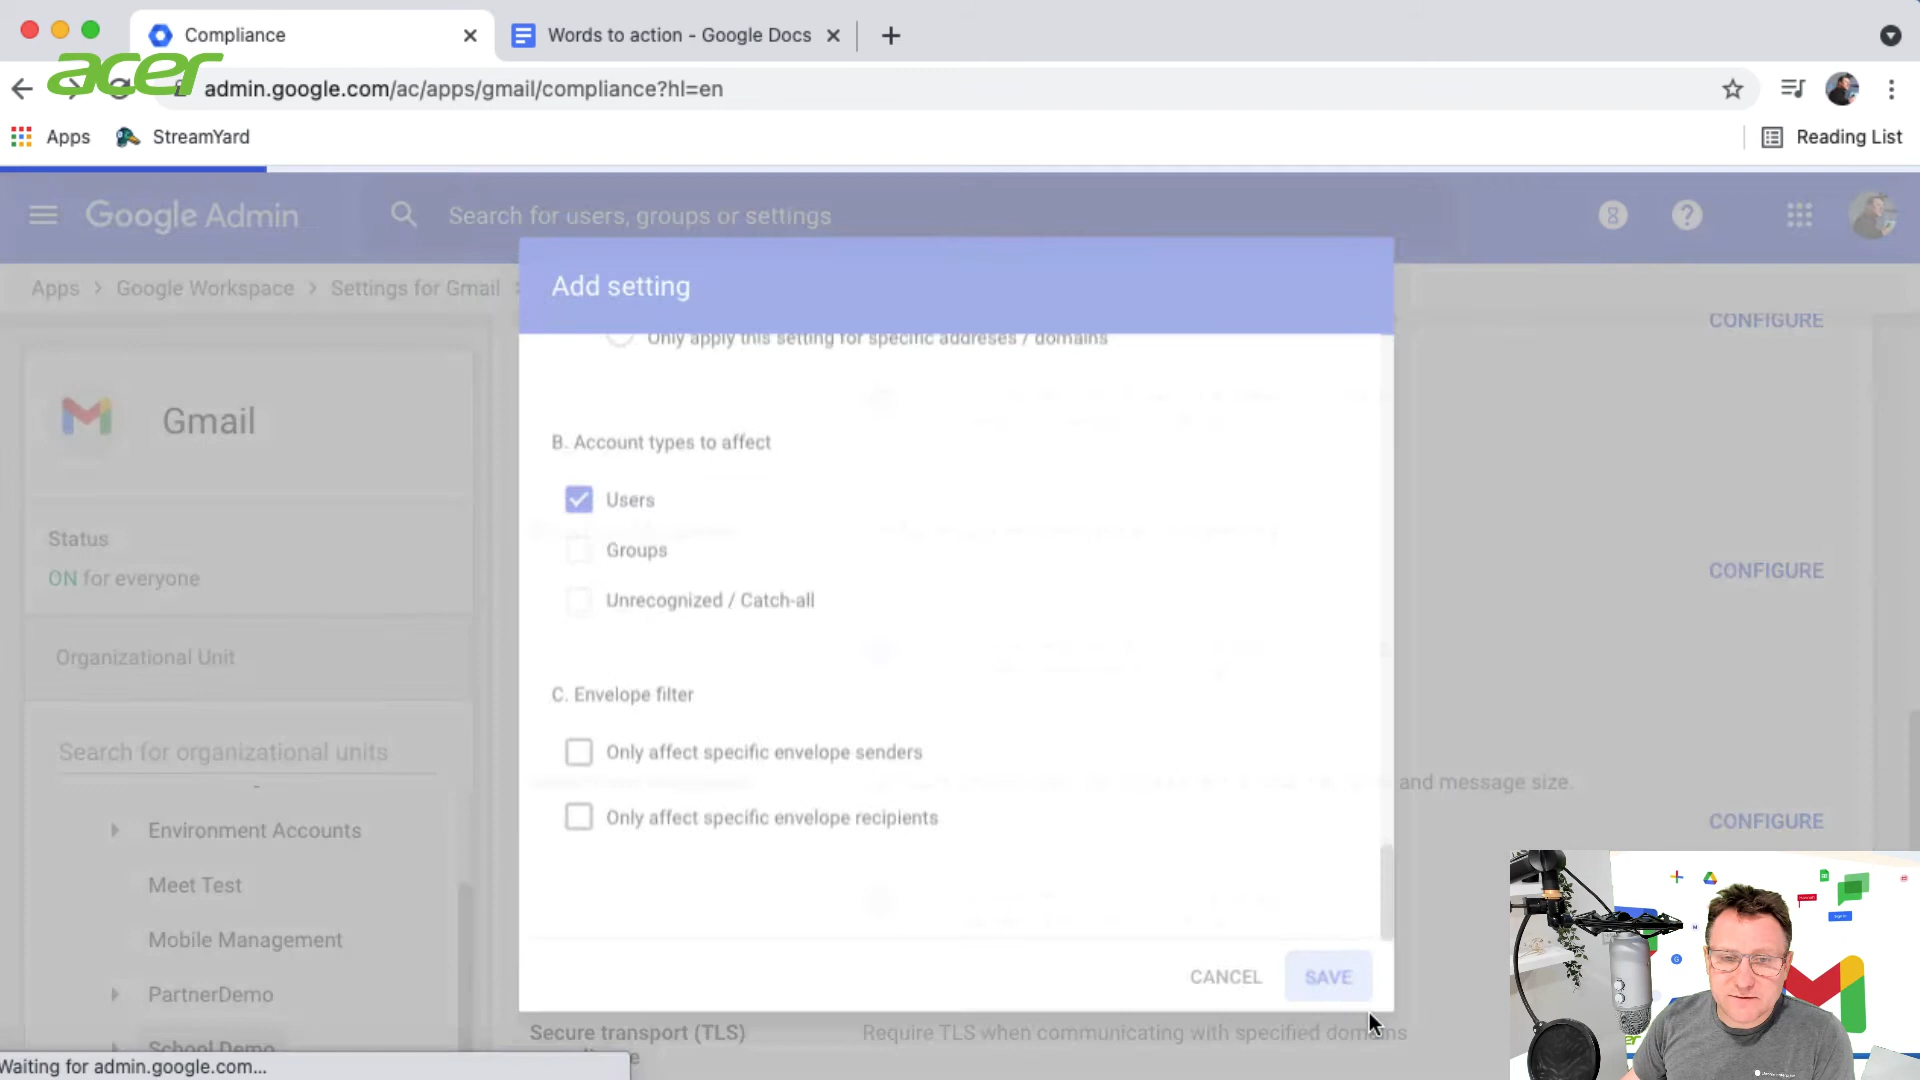 Compliance
Words to action - Google Docs
acer
admin.google.com/ac/apps/gmail/compliance?hl=en
Apps
StreamYard
Reading List
Google Admin
Search for users, groups or settings
Apps > Google Workspace > Settings for Gmail
Add setting
CONFIGURE
Only apply this setting for specific addreses / domains
Gmail
B. Account types to affect
Users
Groups
Unrecognized / Catch-all
Status
ON for everyone
CONFIGURE
Organizational Unit
C. Envelope filter
Search for organizational units
Only affect specific envelope senders
and message size.
Only affect specific envelope recipients
CONFIGURE
Environment Accounts
Meet Test
Mobile Management
PartnerDemo
School Demo
CANCEL
SAVE
Secure transport (TLS)
Require TLS when communicating with specified domains
Waiting for admin.google.com...